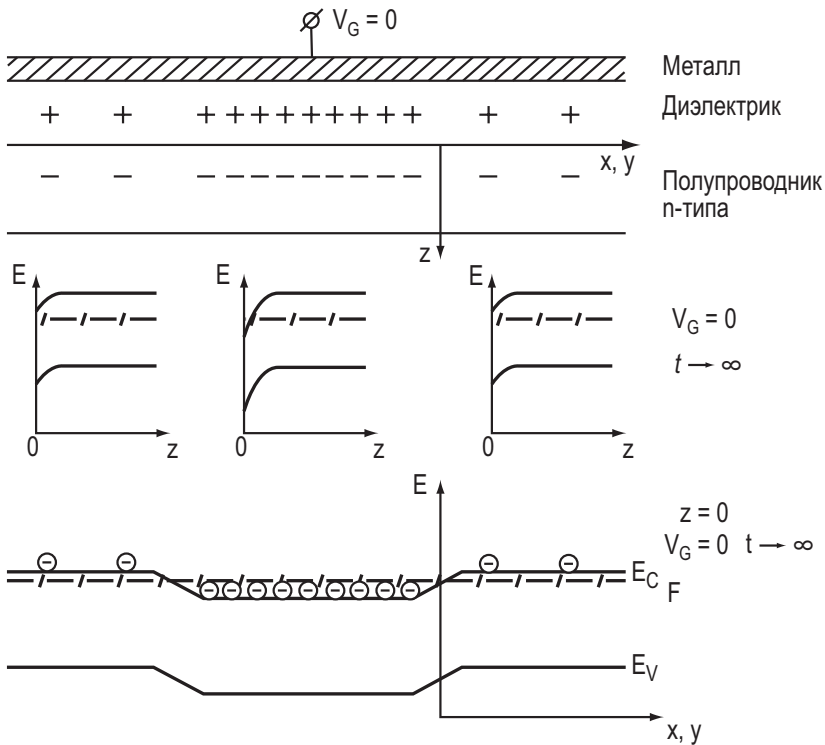 V_G = 0
Металл
+ + + + + + + + + + + + +
Диэлектрик
x, y
− − − − − − − − − − − − −
Полупроводник
n-типа
z
E E E
V_G = 0
t → ∞
0 z 0 z 0 z
E
z = 0
V_G = 0 t → ∞
E_C
F
E_V
x, y